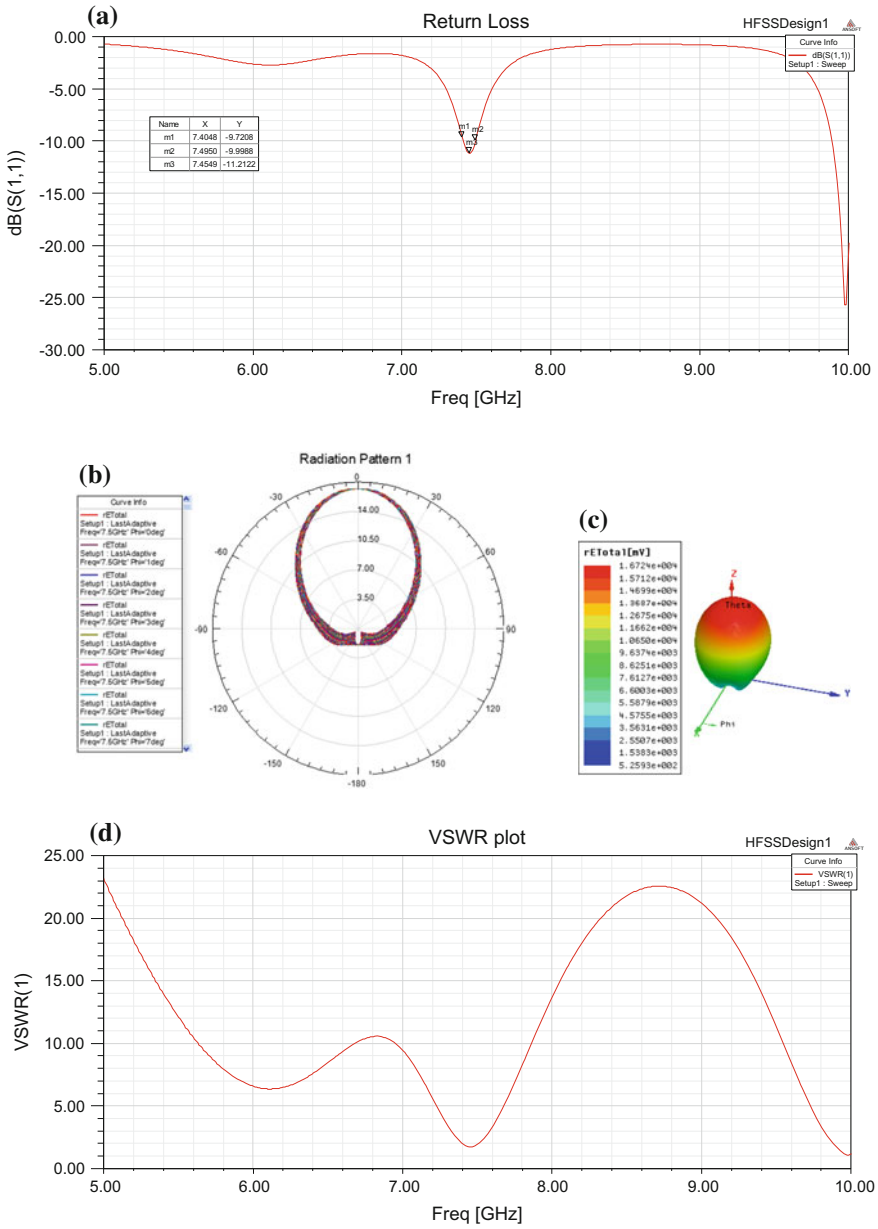 (a)
Return Loss
HFSSDesign1
ANSOFT
Curve Info
dB(S(1,1))
Setup1 : Sweep
0.00
-5.00
-10.00
-15.00
-20.00
-25.00
-30.00
dB(S(1,1))
Name X Y
m1 7.4048 -9.7208
m2 7.4950 -9.9988
m3 7.4549 -11.2122
m1
m2
m3
5.00 6.00 7.00 8.00 9.00 10.00
Freq [GHz]
(b)
Radiation Pattern 1
Curve Info
rETotal
Setup1 : LastAdaptive
Freq='7.5GHz' Phi='0deg'
rETotal
Setup1 : LastAdaptive
Freq='7.5GHz' Phi='1deg'
rETotal
Setup1 : LastAdaptive
Freq='7.5GHz' Phi='2deg'
rETotal
Setup1 : LastAdaptive
Freq='7.5GHz' Phi='3deg'
rETotal
Setup1 : LastAdaptive
Freq='7.5GHz' Phi='4deg'
rETotal
Setup1 : LastAdaptive
Freq='7.5GHz' Phi='5deg'
rETotal
Setup1 : LastAdaptive
Freq='7.5GHz' Phi='6deg'
rETotal
Setup1 : LastAdaptive
Freq='7.5GHz' Phi='7deg'
0
-30 30
14.00
10.50
-60 60
7.00
3.50
-90 90
-120 120
-150 150
-180
(c)
rETotal[mV]
1.6724e+004
1.5712e+004
1.4699e+004
1.3687e+004
1.2675e+004
1.1662e+004
1.0650e+004
9.6374e+003
8.6251e+003
7.6127e+003
6.6003e+003
5.5879e+003
4.5755e+003
3.5631e+003
2.5507e+003
1.5383e+003
5.2593e+002
Z
Theta
Y
Phi
X
(d)
VSWR plot
HFSSDesign1
ANSOFT
Curve Info
VSWR(1)
Setup1 : Sweep
25.00
20.00
15.00
10.00
5.00
0.00
VSWR(1)
5.00 6.00 7.00 8.00 9.00 10.00
Freq [GHz]